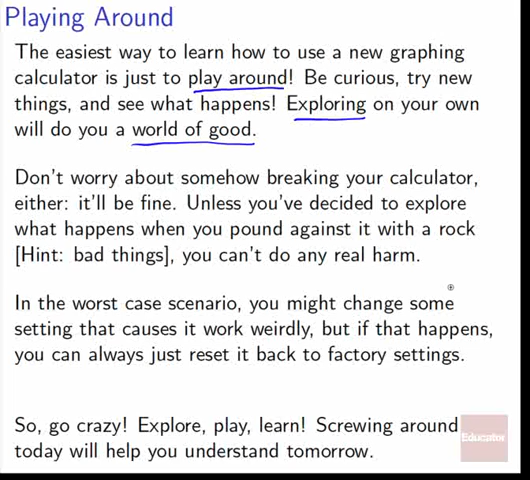 Playing Around
The easiest way to learn how to use a new graphing
calculator is just to play around! Be curious, try new
things, and see what happens! Exploring on your own
will do you a world of good.
Don't worry about somehow breaking your calculator,
either: it'll be fine. Unless you've decided to explore
what happens when you pound against it with a rock
[Hint: bad things], you can't do any real harm.
In the worst case scenario, you might change some
setting that causes it work weirdly, but if that happens,
you can always just reset it back to factory settings.
So, go crazy! Explore, play, learn! Screwing around
today will help you understand tomorrow.
Educator